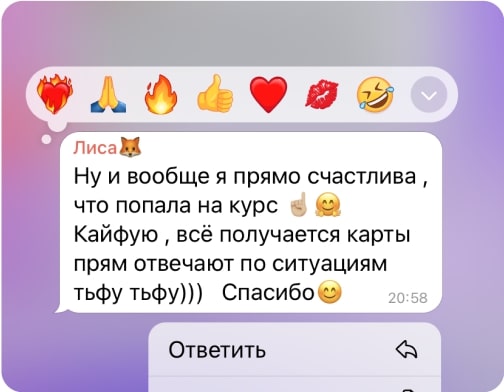 Лиса🦊
Ну и вообще я прямо счастлива ,
что попала на курс ☝🏼🤗
Кайфую , всё получается карты
прям отвечают по ситуациям
тьфу тьфу))) Спасибо😊
20:58
Ответить